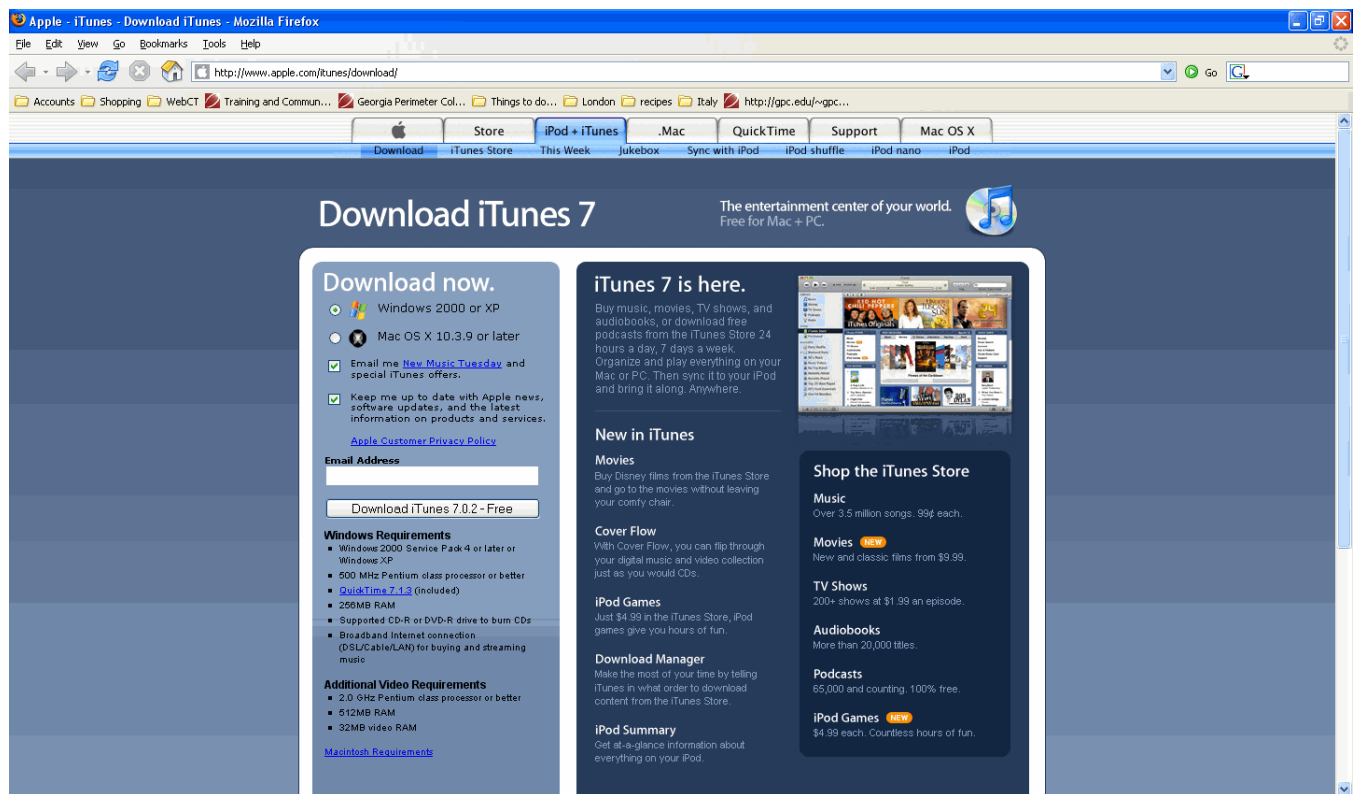 Apple - iTunes - Download iTunes - Mozilla Firefox
File Edit View Go Bookmarks Tools Help
http://www.apple.com/itunes/download/ Go G
Accounts Shopping WebCT Training and Commun... Georgia Perimeter Col... Things to do... London recipes Italy http://gpc.edu/~gpc...
Store iPod + iTunes .Mac QuickTime Support Mac OS X
Download iTunes Store This Week Jukebox Sync with iPod iPod shuffle iPod nano iPod
Download iTunes 7
The entertainment center of your world.
Free for Mac + PC.
Download now.
Windows 2000 or XP
Mac OS X 10.3.9 or later
Email me New Music Tuesday and
special iTunes offers.
Keep me up to date with Apple news,
software updates, and the latest
information on products and services.
Apple Customer Privacy Policy
Email Address
Download iTunes 7.0.2 - Free
Windows Requirements
Windows 2000 Service Pack 4 or later or
Windows XP
500 MHz Pentium class processor or better
QuickTime 7.1.3 (included)
256MB RAM
Supported CD-R or DVD-R drive to burn CDs
Broadband Internet connection
(DSL/Cable/LAN) for buying and streaming
music
Additional Video Requirements
2.0 GHz Pentium class processor or better
512MB RAM
32MB video RAM
Macintosh Requirements
iTunes 7 is here.
Buy music, movies, TV shows, and
audiobooks, or download free
podcasts from the iTunes Store 24
hours a day, 7 days a week.
Organize and play everything on your
Mac or PC. Then sync it to your iPod
and bring it along. Anywhere.
RED HOT
CHILI PEPPERS
iTunes Originals
BOB
DYLAN
New in iTunes
Movies
Buy Disney films from the iTunes Store
and go to the movies without leaving
your comfy chair.
Cover Flow
With Cover Flow, you can flip through
your digital music and video collection
just as you would CDs.
iPod Games
Just $4.99 in the iTunes Store, iPod
games give you hours of fun.
Download Manager
Make the most of your time by telling
iTunes in what order to download
content from the iTunes Store.
iPod Summary
Get at-a-glance information about
everything on your iPod.
Shop the iTunes Store
Music
Over 3.5 million songs. 99¢ each.
Movies NEW
New and classic films from $9.99.
TV Shows
200+ shows at $1.99 an episode.
Audiobooks
More than 20,000 titles.
Podcasts
65,000 and counting. 100% free.
iPod Games NEW
$4.99 each. Countless hours of fun.